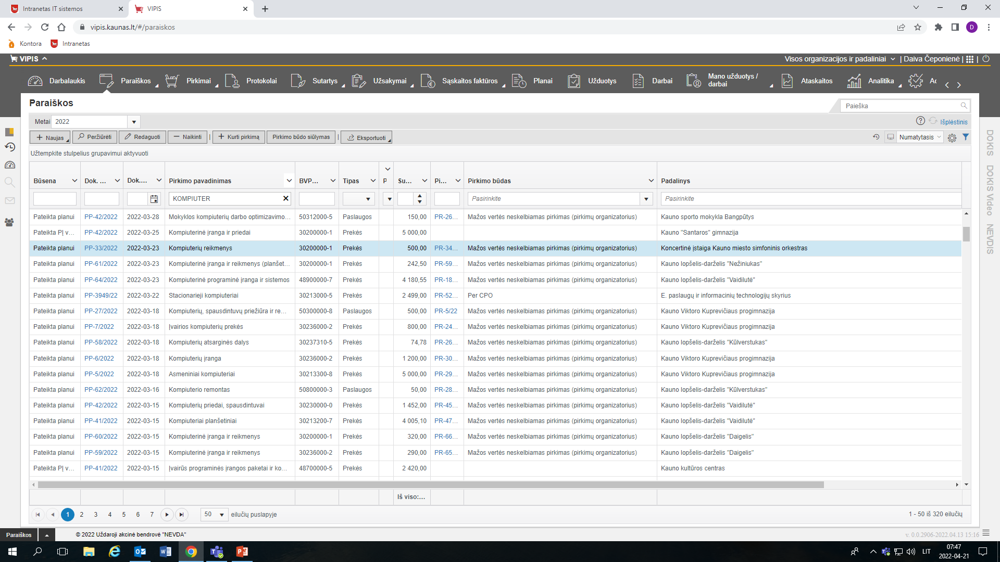 Intranetas IT sistemos
VIPIS
vipis.kaunas.lt/#/paraiskos
D
Kontora
Intranetas
VIPIS
Visos organizacijos ir padaliniai | Daiva Čeponienė | |
Darbalaukis
Paraiškos
Pirkimai
Protokolai
Sutartys
Užsakymai
Sąskaitos faktūros
Planai
Užduotys
Darbai
Mano užduotys /
darbai
Ataskaitos
Analitika
Paraiškos
Paieška
Metai 2022
Išplėstinis
Naujas
Peržiūrėti
Redaguoti
Naikinti
Kurti pirkimą
Pirkimo būdo siūlymas
Eksportuoti
Numatytasis
Užtempkite stulpelius grupavimui aktyvuoti
Būsena Dok. ... Dok.... Pirkimo pavadinimas BVP... Tipas P Su... Pi... Pirkimo būdas Padalinys
KOMPIUTER Pasirinkite Pasirinkite
Pateikta planui PP-42/2022 2022-03-28 Mokyklos kompiuterių darbo optimizavimo... 50312000-5 Paslaugos 150,00 PR-26... Mažos vertės neskelbiamas pirkimas (pirkimų organizatorius) Kauno sporto mokykla Bangpūtys
Pateikta PĮ v... PP-42/2022 2022-03-25 Kompiuterinė įranga ir priedai 30200000-1 Prekės 5 000,00 Kauno "Santaros" gimnazija
Pateikta planui PP-33/2022 2022-03-23 Kompiuterių reikmenys 30200000-1 Prekės 500,00 PR-34... Mažos vertės neskelbiamas pirkimas (pirkimų organizatorius) Koncertinė įstaiga Kauno miesto simfoninis orkestras
Pateikta planui PP-61/2022 2022-03-23 Kompiuterinė įranga ir reikmenys (planšet... 30200000-1 Prekės 242,50 PR-59... Mažos vertės neskelbiamas pirkimas (pirkimų organizatorius) Kauno lopšelis-darželis "Nežiniukas"
Pateikta planui PP-64/2022 2022-03-23 Kompiuterinė programinė įranga ir sistemos 48900000-7 Prekės 4 180,55 PR-18... Mažos vertės neskelbiamas pirkimas (pirkimų organizatorius) Kauno lopšelis-darželis "Vaidilutė"
Pateikta planui PP-3949/22 2022-03-22 Stacionarieji kompiuteriai 30213000-5 Prekės 2 499,00 PR-52... Per CPO E. paslaugų ir informacinių technologijų skyrius
Pateikta planui PP-27/2022 2022-03-18 Kompiuterių, spausdintuvų priežiūra ir re... 50300000-8 Paslaugos 500,00 PR-5/22 Mažos vertės neskelbiamas pirkimas (pirkimų organizatorius) Kauno Viktoro Kuprevičiaus progimnazija
Pateikta planui PP-7/2022 2022-03-18 Įvairios kompiuterių prekės 30236000-2 Prekės 800,00 PR-24... Mažos vertės neskelbiamas pirkimas (pirkimų organizatorius) Kauno Viktoro Kuprevičiaus progimnazija
Pateikta planui PP-58/2022 2022-03-18 Kompiuterių atsarginės dalys 30237310-5 Prekės 74,78 PR-26... Mažos vertės neskelbiamas pirkimas (pirkimų organizatorius) Kauno lopšelis-darželis "Kūlverstukas"
Pateikta planui PP-6/2022 2022-03-18 Kompiuterių įranga 30236000-2 Prekės 1 200,00 PR-30... Mažos vertės neskelbiamas pirkimas (pirkimų organizatorius) Kauno Viktoro Kuprevičiaus progimnazija
Pateikta planui PP-5/2022 2022-03-18 Asmeniniai kompiuteriai 30213300-8 Prekės 5 000,00 PR-29... Mažos vertės neskelbiamas pirkimas (pirkimų organizatorius) Kauno Viktoro Kuprevičiaus progimnazija
Pateikta planui PP-62/2022 2022-03-16 Kompiuterio remontas 50800000-3 Paslaugos 50,00 PR-28... Mažos vertės neskelbiamas pirkimas (pirkimų organizatorius) Kauno lopšelis-darželis "Kūlverstukas"
Pateikta planui PP-42/2022 2022-03-15 Kompiuterių priedai, spausdintuvai 30230000-0 Prekės 1 452,00 PR-45... Mažos vertės neskelbiamas pirkimas (pirkimų organizatorius) Kauno lopšelis-darželis "Vaidilutė"
Pateikta planui PP-41/2022 2022-03-15 Kompiuteriai planšetiniai 30213200-7 Prekės 4 005,10 PR-47... Mažos vertės neskelbiamas pirkimas (pirkimų organizatorius) Kauno lopšelis-darželis "Vaidilutė"
Pateikta planui PP-60/2022 2022-03-15 Kompiuterinė įranga ir reikmenys 30200000-1 Prekės 320,00 PR-66... Mažos vertės neskelbiamas pirkimas (pirkimų organizatorius) Kauno lopšelis-darželis "Daigelis"
Pateikta planui PP-59/2022 2022-03-15 Kompiuterinė įranga ir reikmenys 30236000-2 Prekės 290,00 PR-65... Mažos vertės neskelbiamas pirkimas (pirkimų organizatorius) Kauno lopšelis-darželis "Daigelis"
Pateikta PĮ v... PP-41/2022 2022-03-15 Įvairūs programinės įrangos paketai ir ko... 48700000-5 Prekės 2 420,00 Kauno kultūros centras
Iš viso:...
1 2 3 4 5 6 7 50 eilučių puslapyje
1 - 50 iš 320 eilučių
DOKIS
DOKIS Video
NEVDIS
Paraiškos
© 2022 Uždaroji akcinė bendrovė "NEVDA"
v. 0.0.2906-2022.04.13 15:16
LIT
07:47
2022-04-21